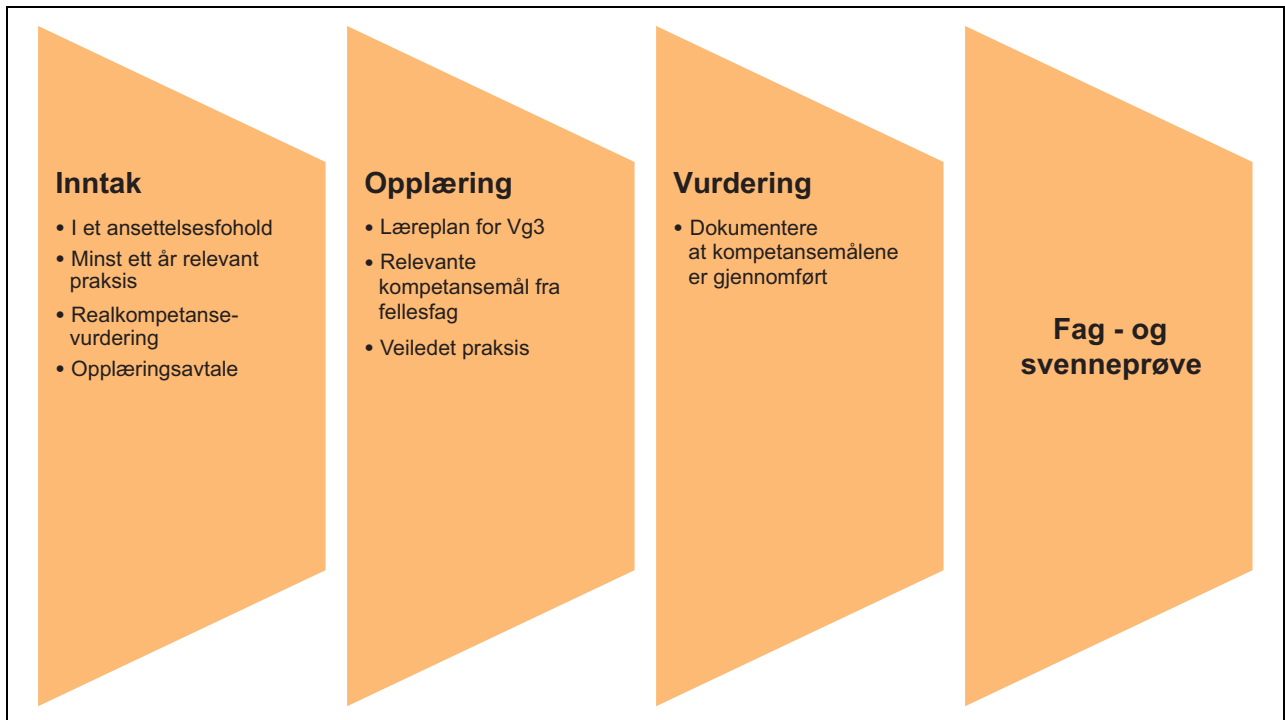 Inntak
• I et ansettelsesfohold
• Minst ett år relevant
praksis
• Realkompetanse-
vurdering
• Opplæringsavtale
Opplæring
• Læreplan for Vg3
• Relevante
kompetansemål fra
fellesfag
• Veiledet praksis
Vurdering
• Dokumentere
at kompetansemålene
er gjennomført
Fag - og
svenneprøve